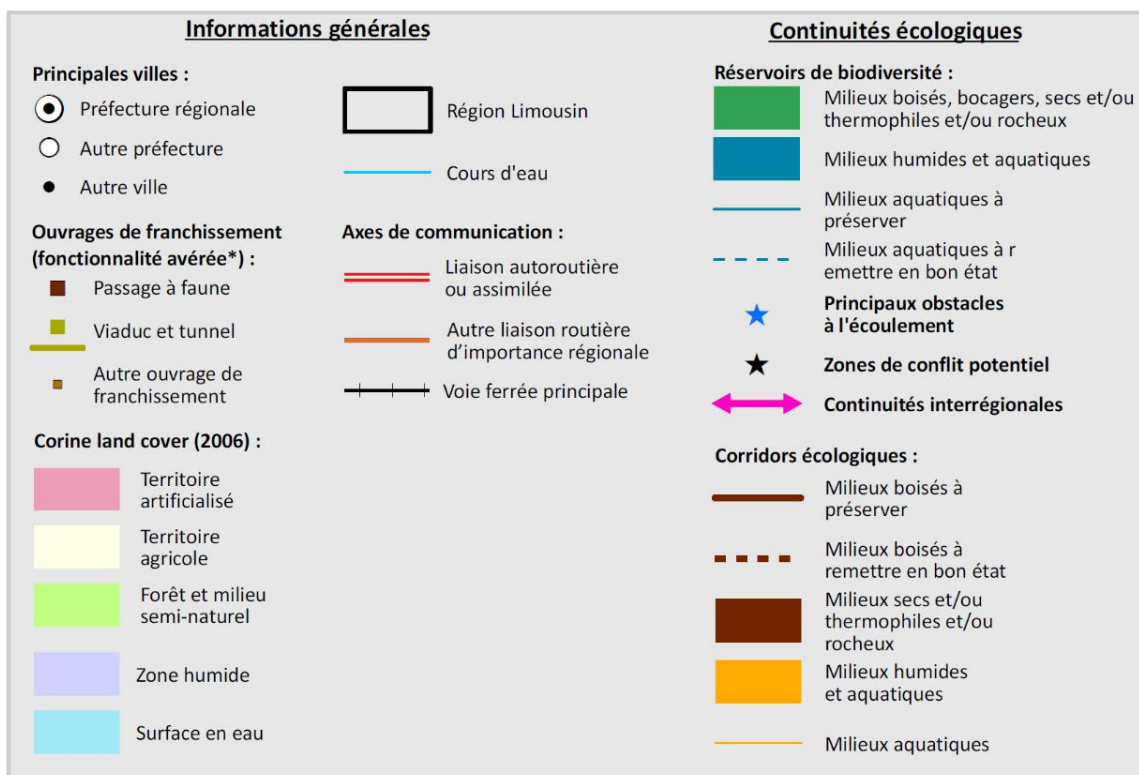 Informations générales
Principales villes :
Préfecture régionale
Autre préfecture
Autre ville
Région Limousin
Cours d'eau
Ouvrages de franchissement
(fonctionnalité avérée*) :
Passage à faune
Viaduc et tunnel
Autre ouvrage de
franchissement
Axes de communication :
Liaison autoroutière
ou assimilée
Autre liaison routière
d’importance régionale
Voie ferrée principale
Corine land cover (2006) :
Territoire
artificialisé
Territoire
agricole
Forêt et milieu
semi-naturel
Zone humide
Surface en eau
Continuités écologiques
Réservoirs de biodiversité :
Milieux boisés, bocagers, secs et/ou
thermophiles et/ou rocheux
Milieux humides et aquatiques
Milieux aquatiques à
préserver
Milieux aquatiques à r
emettre en bon état
Principaux obstacles
à l'écoulement
Zones de conflit potentiel
Continuités interrégionales
Corridors écologiques :
Milieux boisés à
préserver
Milieux boisés à
remettre en bon état
Milieux secs et/ou
thermophiles et/ou
rocheux
Milieux humides
et aquatiques
Milieux aquatiques